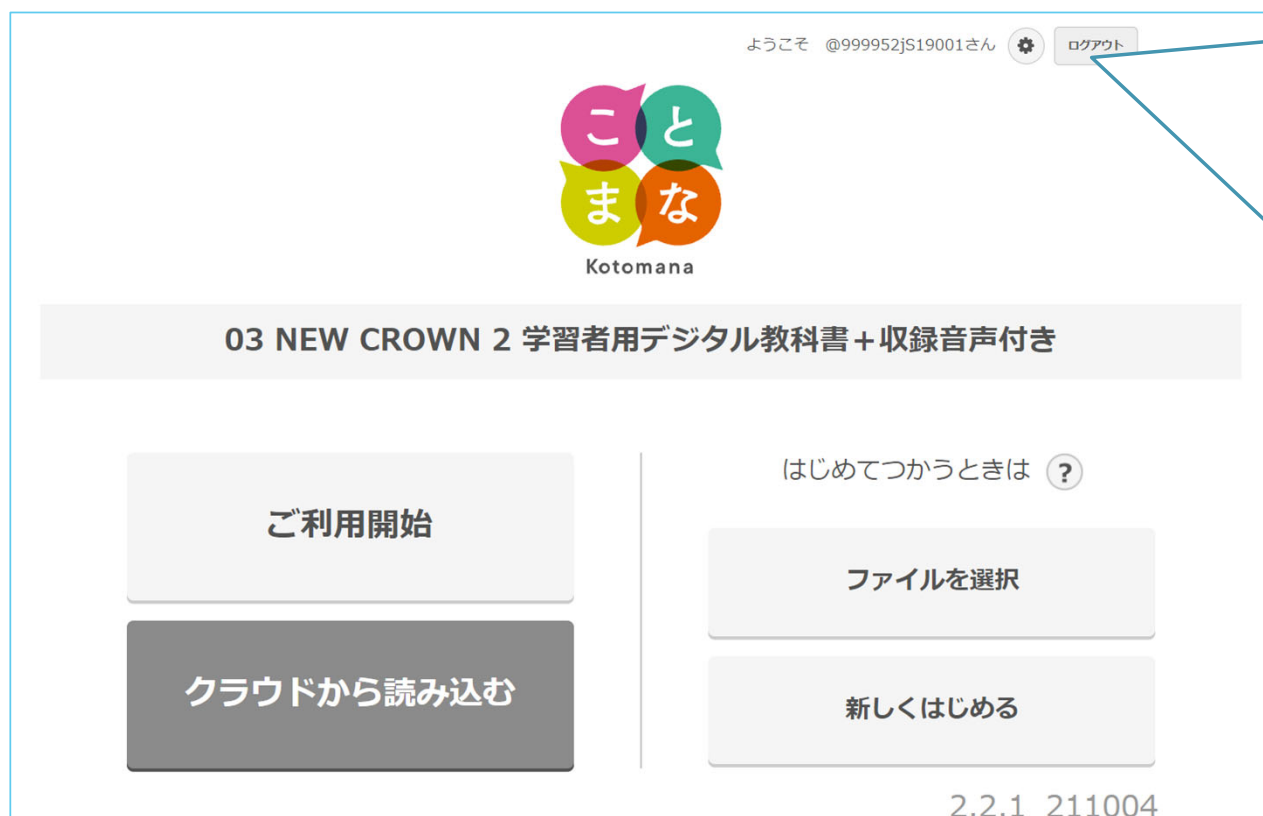 ようこそ @999952jS19001さん
ログアウト
こと
まな
Kotomana
03 NEW CROWN 2 学習者用デジタル教科書+収録音声付き
ご利用開始
クラウドから読み込む
はじめてつかうときは ?
ファイルを選択
新しくはじめる
2.2.1 211004